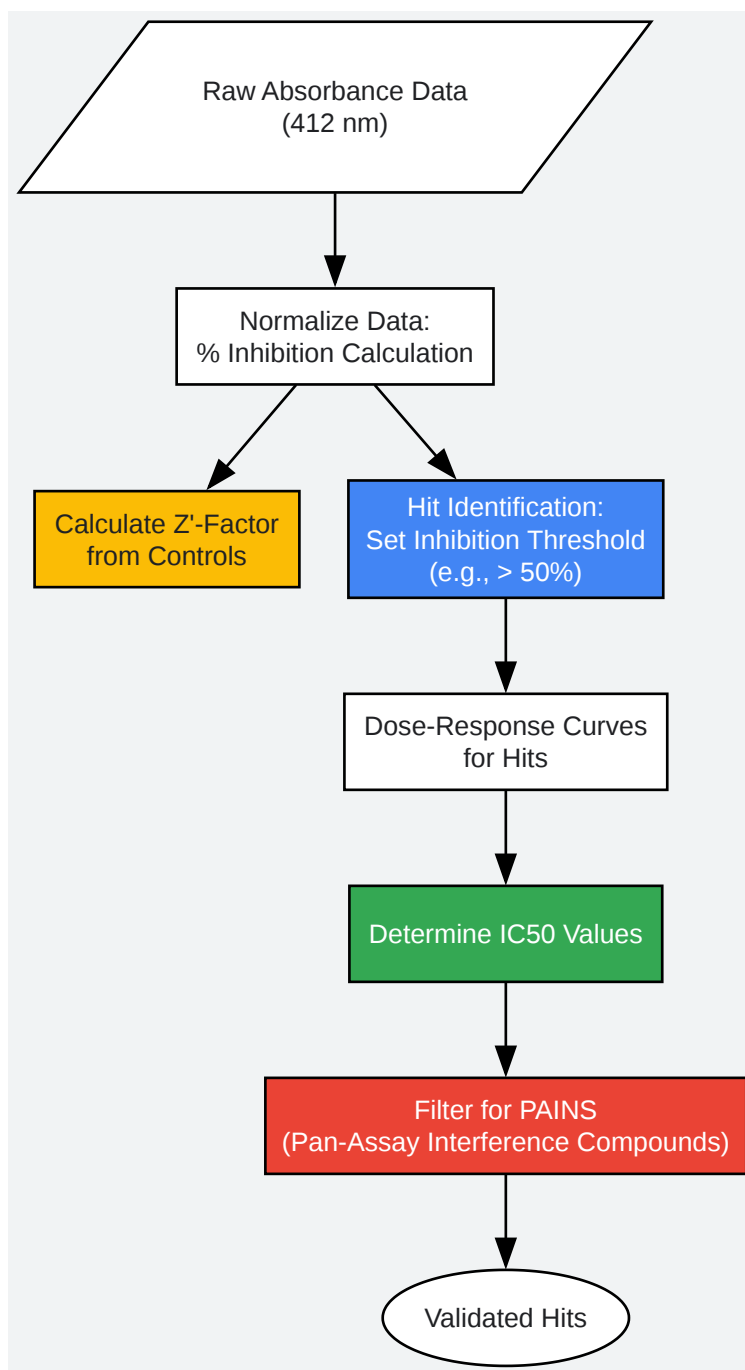 Raw Absorbance Data
(412 nm)
Normalize Data:
% Inhibition Calculation
Calculate Z'-Factor
from Controls
Hit Identification:
Set Inhibition Threshold
(e.g., > 50%)
Dose-Response Curves
for Hits
Determine IC50 Values
Filter for PAINS
(Pan-Assay Interference Compounds)
Validated Hits